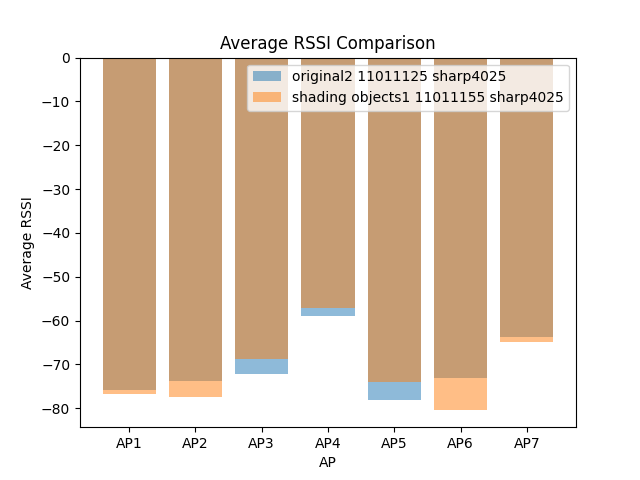 Average RSSI Comparison
original2 11011125 sharp4025
shading objects1 11011155 sharp4025
0
−10
−20
−30
−40
−50
−60
−70
−80
Average RSSI
AP1 AP2 AP3 AP4 AP5 AP6 AP7
AP